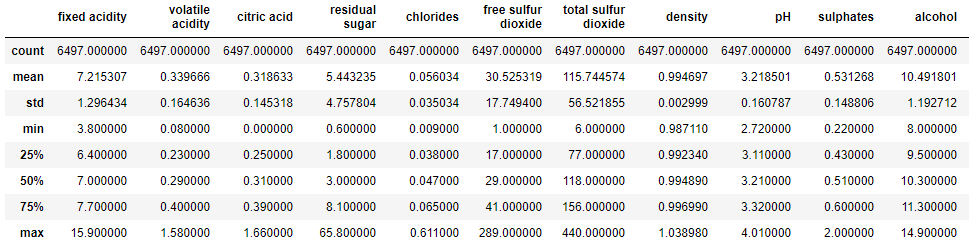 fixed acidity volatile acidity citric acid residual sugar chlorides free sulfur dioxide total sulfur dioxide density pH sulphates alcohol
count 6497.000000 6497.000000 6497.000000 6497.000000 6497.000000 6497.000000 6497.000000 6497.000000 6497.000000 6497.000000 6497.000000
mean 7.215307 0.339666 0.318633 5.443235 0.056034 30.525319 115.744574 0.994697 3.218501 0.531268 10.491801
std 1.296434 0.164636 0.145318 4.757804 0.035034 17.749400 56.521855 0.002999 0.160787 0.148806 1.192712
min 3.800000 0.080000 0.000000 0.600000 0.009000 1.000000 6.000000 0.987110 2.720000 0.220000 8.000000
25% 6.400000 0.230000 0.250000 1.800000 0.038000 17.000000 77.000000 0.992340 3.110000 0.430000 9.500000
50% 7.000000 0.290000 0.310000 3.000000 0.047000 29.000000 118.000000 0.994890 3.210000 0.510000 10.300000
75% 7.700000 0.400000 0.390000 8.100000 0.065000 41.000000 156.000000 0.996990 3.320000 0.600000 11.300000
max 15.900000 1.580000 1.660000 65.800000 0.611000 289.000000 440.000000 1.038980 4.010000 2.000000 14.900000